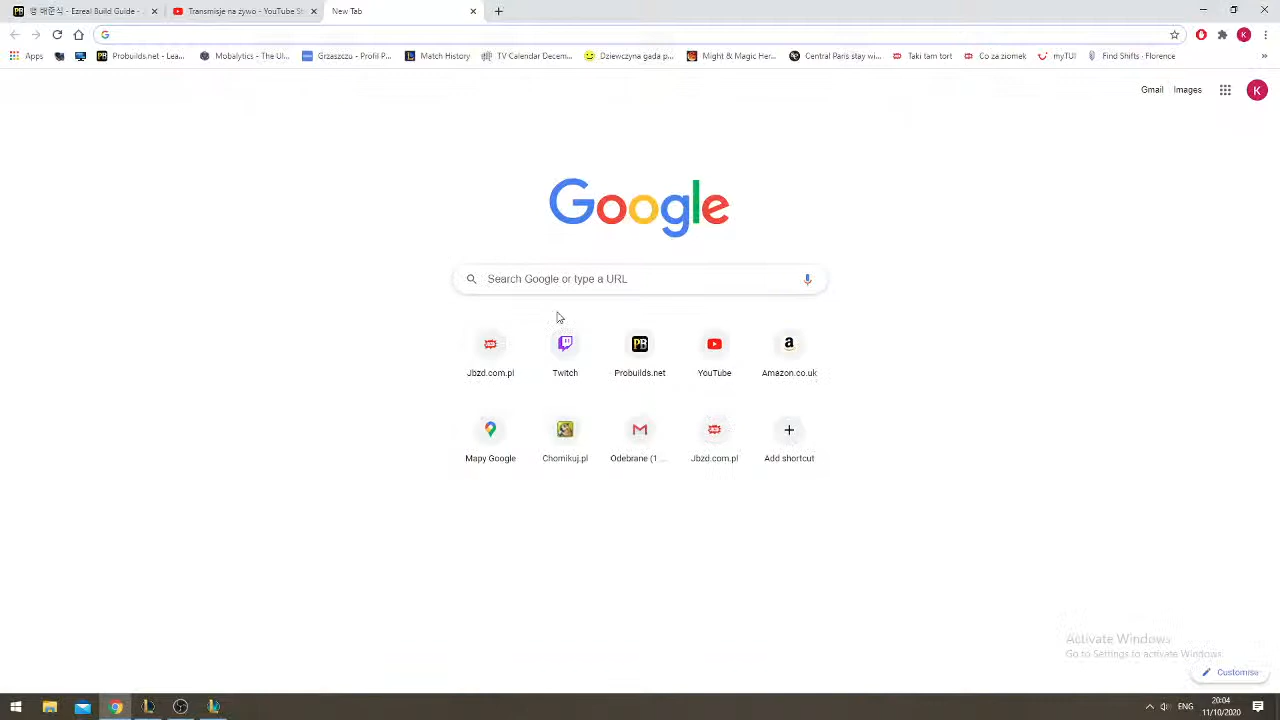 Ezreal Build Guide -
Transmisje na żywo - YouTube St
New Tab
Apps
Probuilds.net - Lea...
Mobalytics - The Ul...
Grzaszczu - Profil P...
Match History
TV Calendar Decem...
Dziewczyna gada p...
Might & Magic Her...
Central Paris stay wi...
Taki tam tort
Co za ziomek
myTUI
Find Shifts - Florence
Gmail
Images
K
Google
Search Google or type a URL
Jbzd.com.pl
Twitch
Probuilds.net
YouTube
Amazon.co.uk
Mapy Google
Chomikuj.pl
Odebrane (1 ...
Jbzd.com.pl
Add shortcut
Activate Windows
Go to Settings to activate Windows.
Customise
ENG
20:04
11/10/2020